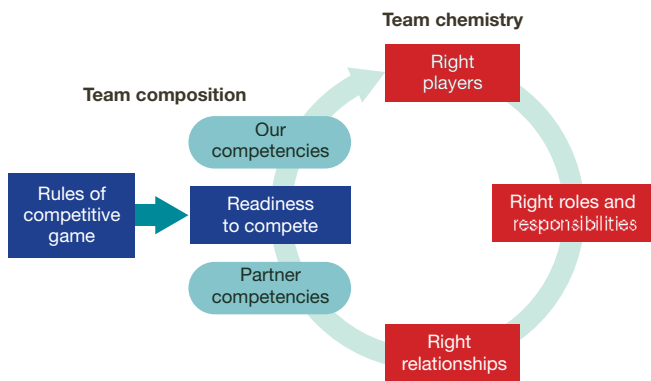 Team chemistry
Right
players
Team composition
Our
competencies
Rules of
competitive
game
Readiness
to compete
Right roles and
responsibilities
Partner
competencies
Right
relationships